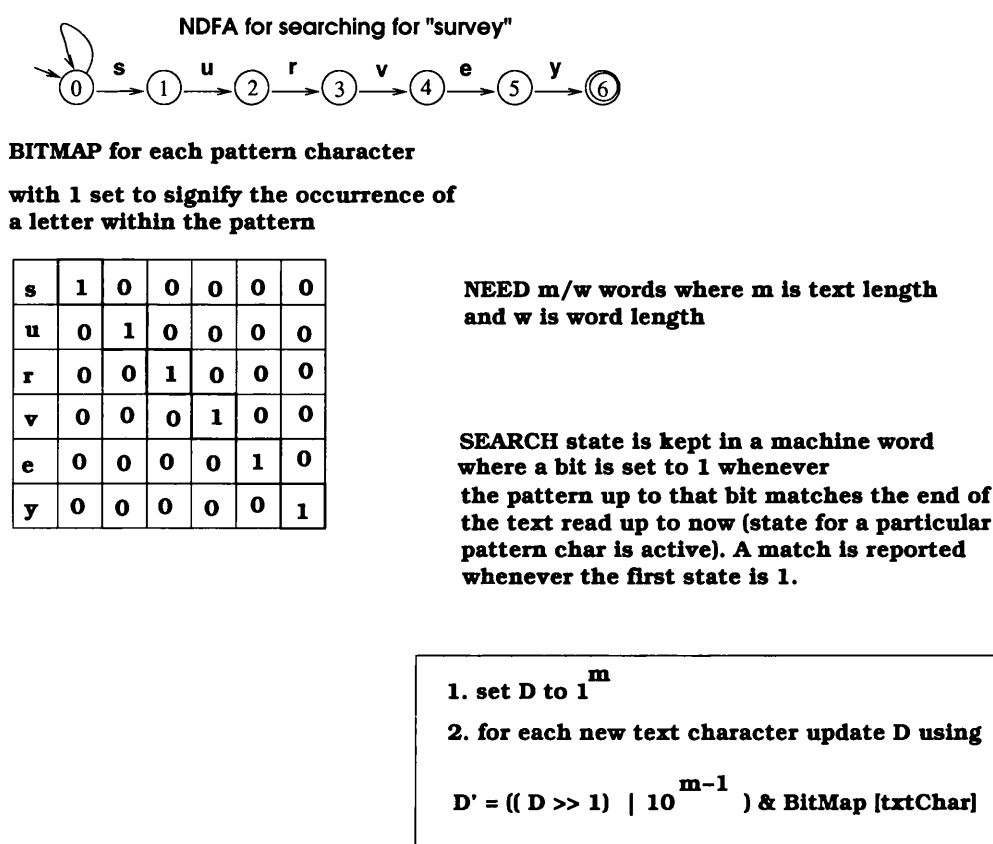 NDFA for searching for "survey"
s u r v e y
0 1 2 3 4 5 6
BITMAP for each pattern character
with 1 set to signify the occurrence of
a letter within the pattern
s 1 0 0 0 0 0
u 0 1 0 0 0 0
r 0 0 1 0 0 0
v 0 0 0 1 0 0
e 0 0 0 0 1 0
y 0 0 0 0 0 1
NEED m/w words where m is text length
and w is word length
SEARCH state is kept in a machine word
where a bit is set to 1 whenever
the pattern up to that bit matches the end of
the text read up to now (state for a particular
pattern char is active). A match is reported
whenever the first state is 1.
1. set D to 1^m
2. for each new text character update D using
D' = (( D >> 1) | 10^m-1 ) & BitMap [txtChar]